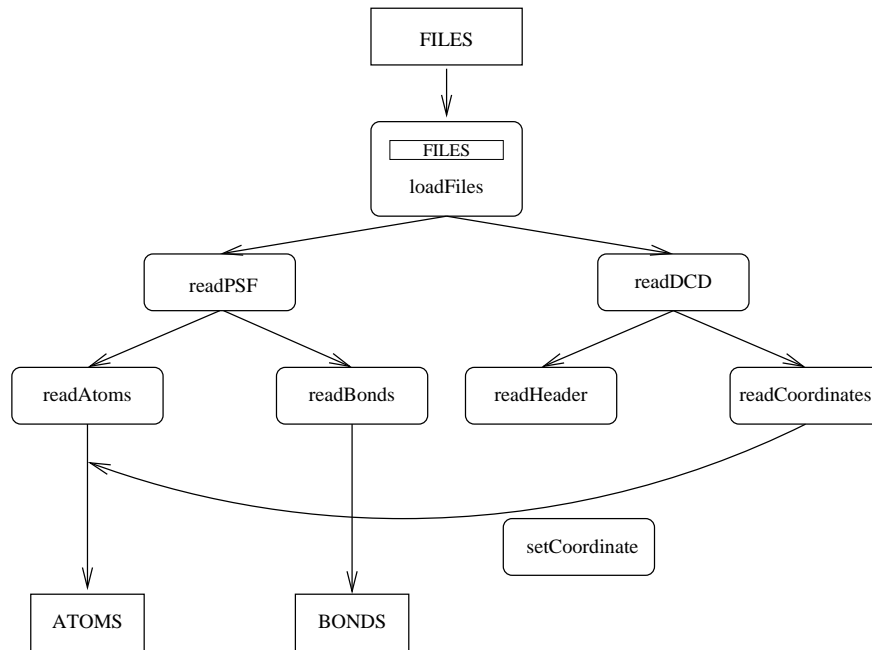 FILES
FILES
loadFiles
readPSF
readDCD
readAtoms
readBonds
readHeader
readCoordinates
setCoordinate
ATOMS
BONDS